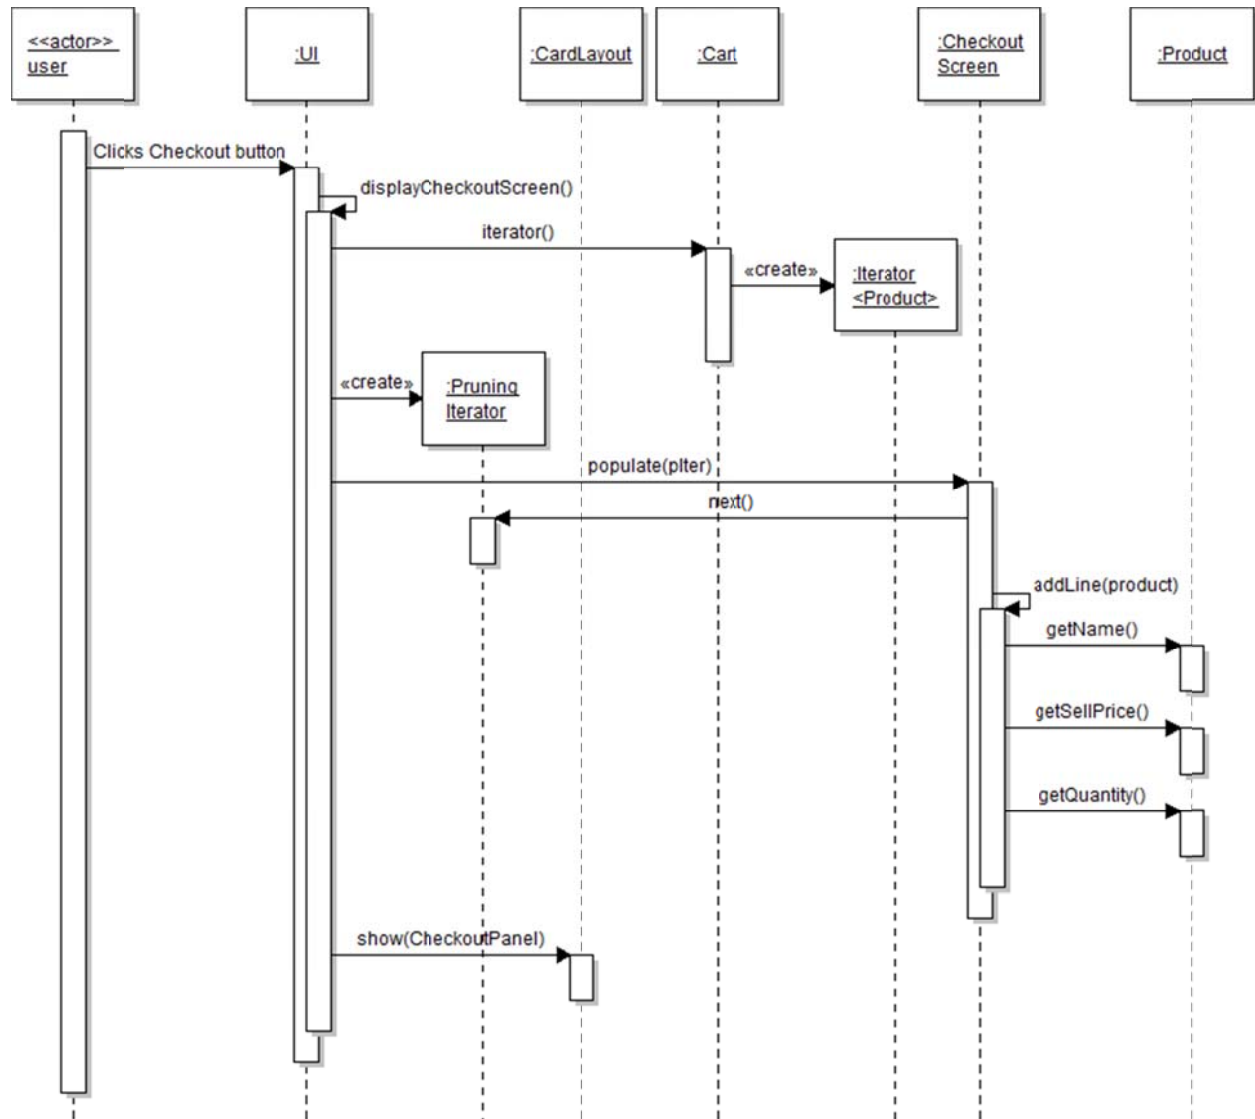 <<actor>>
user
:UI
:CardLayout
:Cart
:Checkout
Screen
:Product
Clicks Checkout button
displayCheckoutScreen()
iterator()
«create»
:Iterator
<Product>
«create»
:Pruning
Iterator
populate(pIter)
next()
addLine(product)
getName()
getSellPrice()
getQuantity()
show(CheckoutPanel)